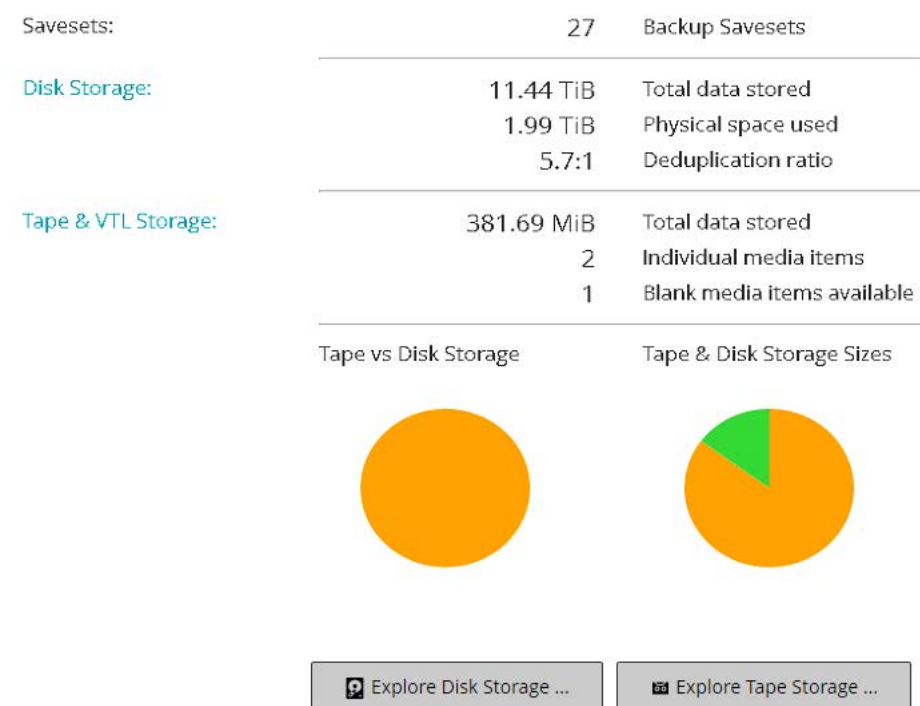 Savesets:
27 Backup Savesets
Disk Storage:
11.44 TiB Total data stored
1.99 TiB Physical space used
5.7:1 Deduplication ratio
Tape & VTL Storage:
381.69 MiB Total data stored
2 Individual media items
1 Blank media items available
Tape vs Disk Storage
Tape & Disk Storage Sizes
Explore Disk Storage ...
Explore Tape Storage ...